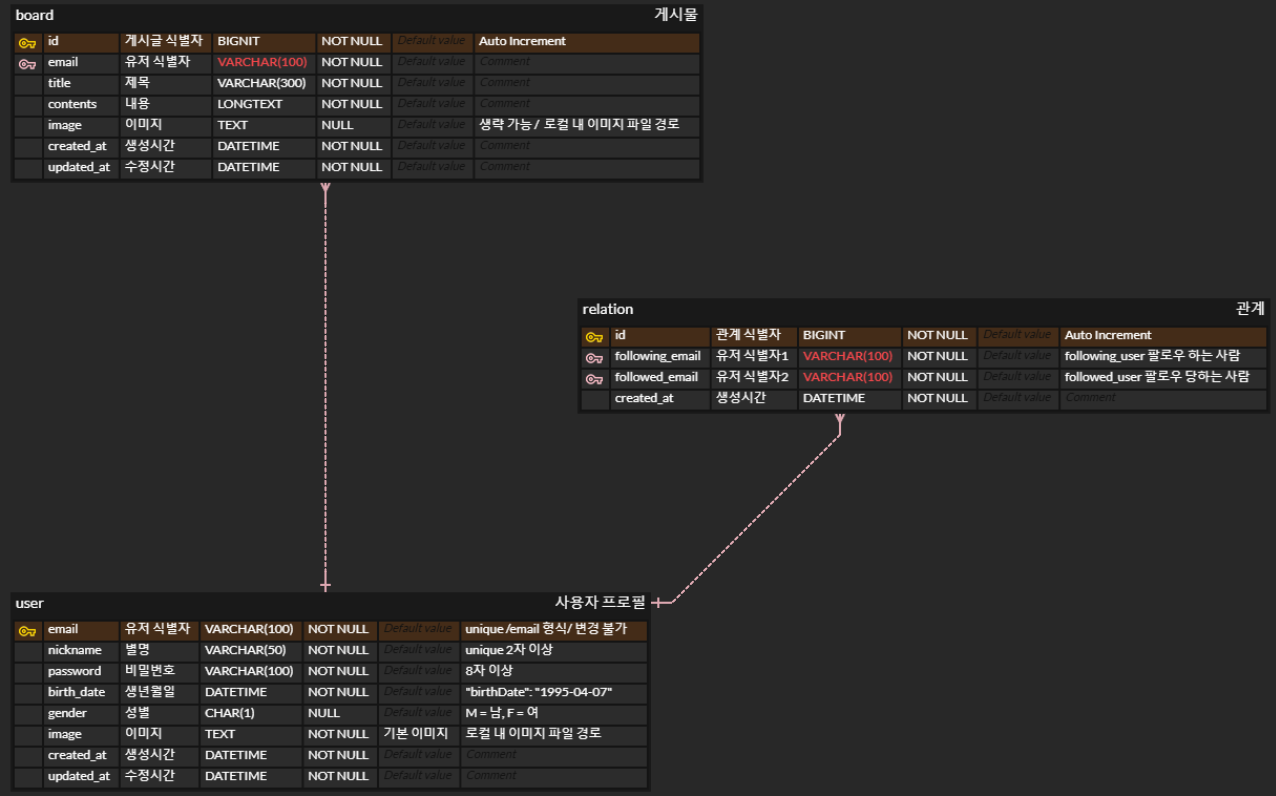 board 게시물
id 게시글 식별자 BIGNIT NOT NULL Default value Auto Increment
email 유저 식별자 VARCHAR(100) NOT NULL Default value Comment
title 제목 VARCHAR(300) NOT NULL Default value Comment
contents 내용 LONGTEXT NOT NULL Default value Comment
image 이미지 TEXT NULL Default value 생략 가능 / 로컬 내 이미지 파일 경로
created_at 생성시간 DATETIME NOT NULL Default value Comment
updated_at 수정시간 DATETIME NOT NULL Default value Comment
relation 관계
id 관계 식별자 BIGINT NOT NULL Default value Auto Increment
following_email 유저 식별자1 VARCHAR(100) NOT NULL Default value following_user 팔로우 하는 사람
followed_email 유저 식별자2 VARCHAR(100) NOT NULL Default value followed_user 팔로우 당하는 사람
created_at 생성시간 DATETIME NOT NULL Default value Comment
user 사용자 프로필
email 유저 식별자 VARCHAR(100) NOT NULL Default value unique /email 형식/ 변경 불가
nickname 별명 VARCHAR(50) NOT NULL Default value unique 2자 이상
password 비밀번호 VARCHAR(100) NOT NULL Default value 8자 이상
birth_date 생년월일 DATETIME NOT NULL Default value "birthDate": "1995-04-07"
gender 성별 CHAR(1) NULL Default value M = 남, F = 여
image 이미지 TEXT NOT NULL 기본 이미지 로컬 내 이미지 파일 경로
created_at 생성시간 DATETIME NOT NULL Default value Comment
updated_at 수정시간 DATETIME NOT NULL Default value Comment